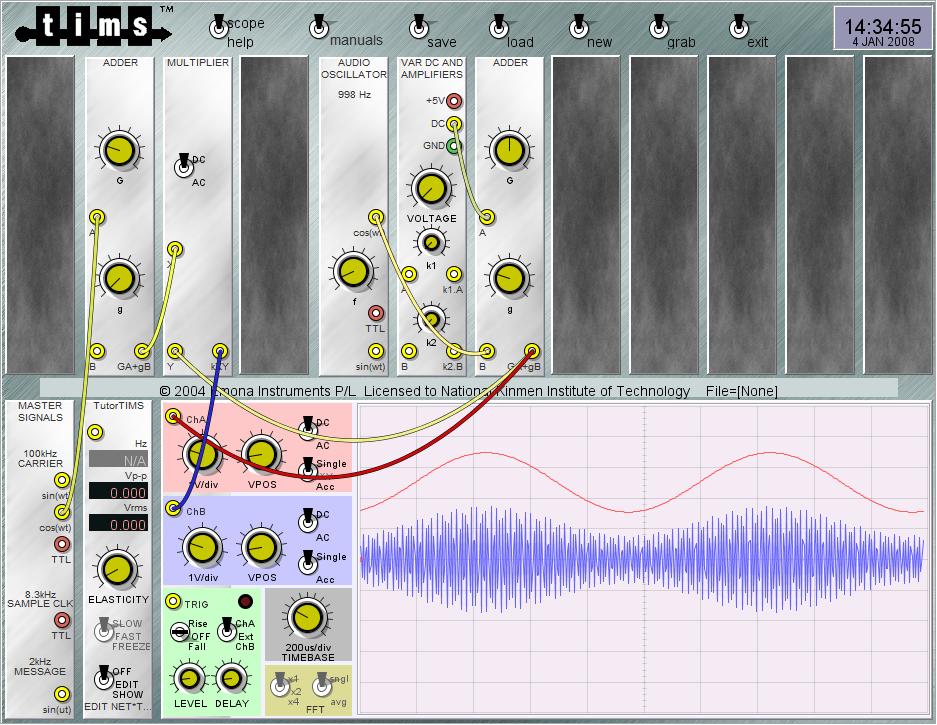 tims TM
scope
help
manuals
save
load
new
grab
exit
14:34:55
4 JAN 2008
ADDER
G
A
g
B GA+gB
MULTIPLIER
DC
AC
X
Y kXY
AUDIO
OSCILLATOR
998 Hz
f
TTL
sin(wt)
VAR DC AND
AMPLIFIERS
+5V
DC
GND
VOLTAGE
k1
k1.A
k2
B k2.B
ADDER
G
A
g
B
© 2004 Emona Instruments P/L Licensed to National Kinmen Institute of Technology File=[None]
MASTER
SIGNALS
100kHz
CARRIER
sin(wt)
cos(wt)
TTL
8.3kHz
SAMPLE CLK
TTL
2kHz
MESSAGE
sin(ut)
TutorTIMS
Hz
N/A
Vp-p
0.000
Vrms
0.000
ELASTICITY
SLOW
FAST
FREEZE
OFF
EDIT
SHOW
EDIT NET*T...
ChA
1V/div
VPOS
DC
AC
Single
Acc
ChB
1V/div
VPOS
DC
AC
Single
Acc
TRIG
Rise
OFF
Fall
ChA
Ext
ChB
LEVEL DELAY
200us/div
TIMEBASE
x1
x2
x4
sngl
avg
FFT